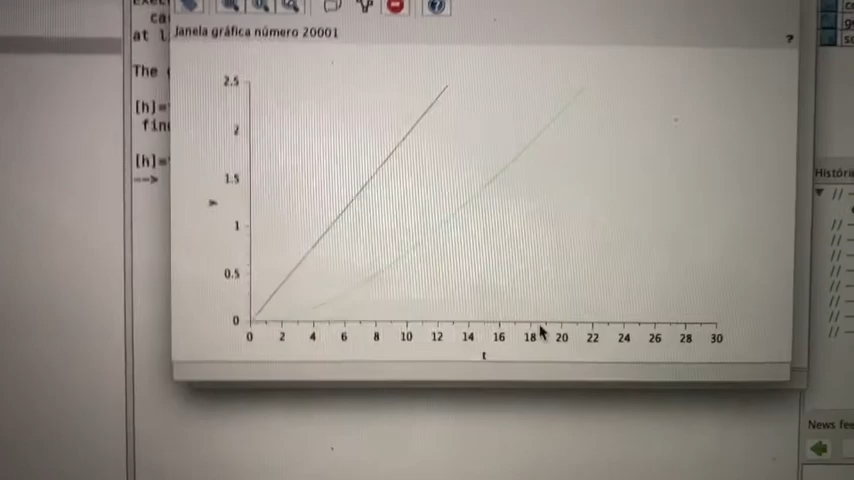 at l
Janela gráfica número 20001
?
The
[h]=
fin
[h]=
-->
2.5
2
1.5
1
0.5
0
y
0 2 4 6 8 10 12 14 16 18 20 22 24 26 28 30
t
Históri
// -
// -
// -
// -
// -
// -
// -
// -
// -
News fee